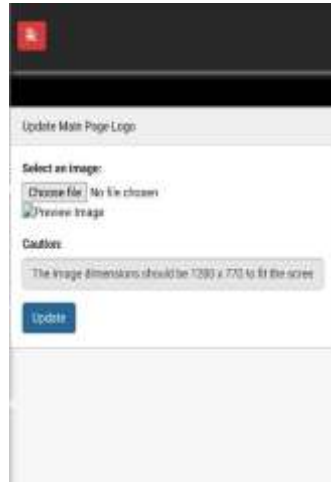 Update Main Page Logo
Select an image:
Choose file No file chosen
Preview Image
Caution:
The image dimensions should be 1280 x 770 to fit the scree
Update